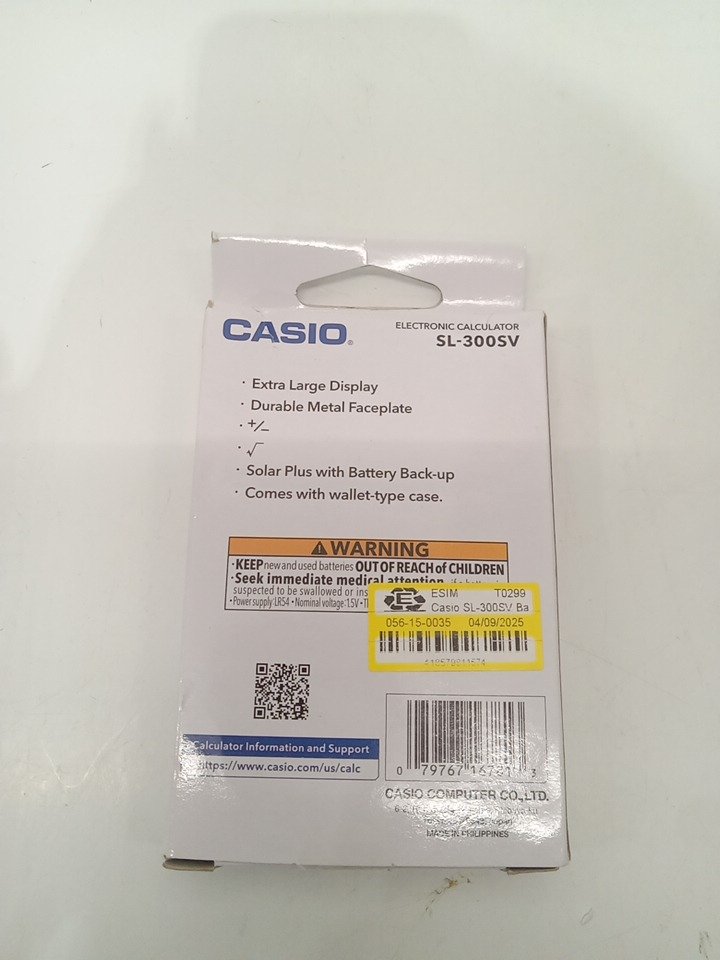 CASIO®
ELECTRONIC CALCULATOR
SL-300SV
· Extra Large Display
· Durable Metal Faceplate
· +/−
· √
· Solar Plus with Battery Back-up
· Comes with wallet-type case.
⚠WARNING
·KEEP new and used batteries OUT OF REACH of CHILDREN
·Seek immediate medical attention
suspected to be swallowed or
·Power supply: LR54 · Nominal voltage: 1.5V ·
E ESIM T0299
Casio SL-300SV Ba
056-15-0035 04/09/2025
Calculator Information and Support
https://www.casio.com/us/calc
0 79767 3
CASIO COMPUTER CO.,LTD.
MADE IN PHILIPPINES